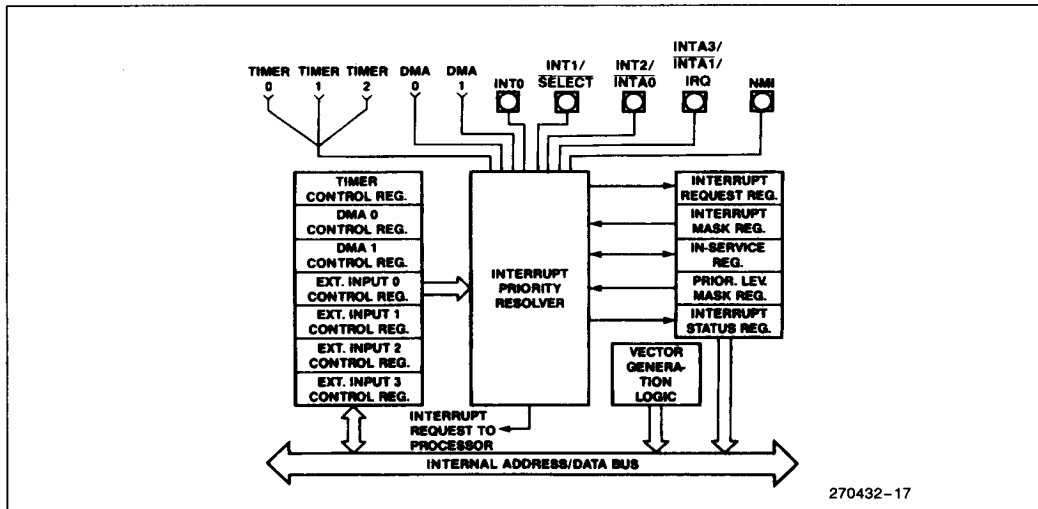 TIMER 0
TIMER 1
TIMER 2
DMA 0
DMA 1
INT0
INT1/
SELECT
INT2/
INTA0
INTA3/
INTA1/
IRQ
NMI
TIMER
CONTROL REG.
DMA 0
CONTROL REG.
DMA 1
CONTROL REG.
EXT. INPUT 0
CONTROL REG.
EXT. INPUT 1
CONTROL REG.
EXT. INPUT 2
CONTROL REG.
EXT. INPUT 3
CONTROL REG.
INTERRUPT
PRIORITY
RESOLVER
INTERRUPT
REQUEST REG.
INTERRUPT
MASK REG.
IN-SERVICE
REG.
PRIOR. LEV.
MASK REG.
INTERRUPT
STATUS REG.
VECTOR
GENERA-
TION
LOGIC
INTERRUPT
REQUEST TO
PROCESSOR
INTERNAL ADDRESS/DATA BUS
270432-17